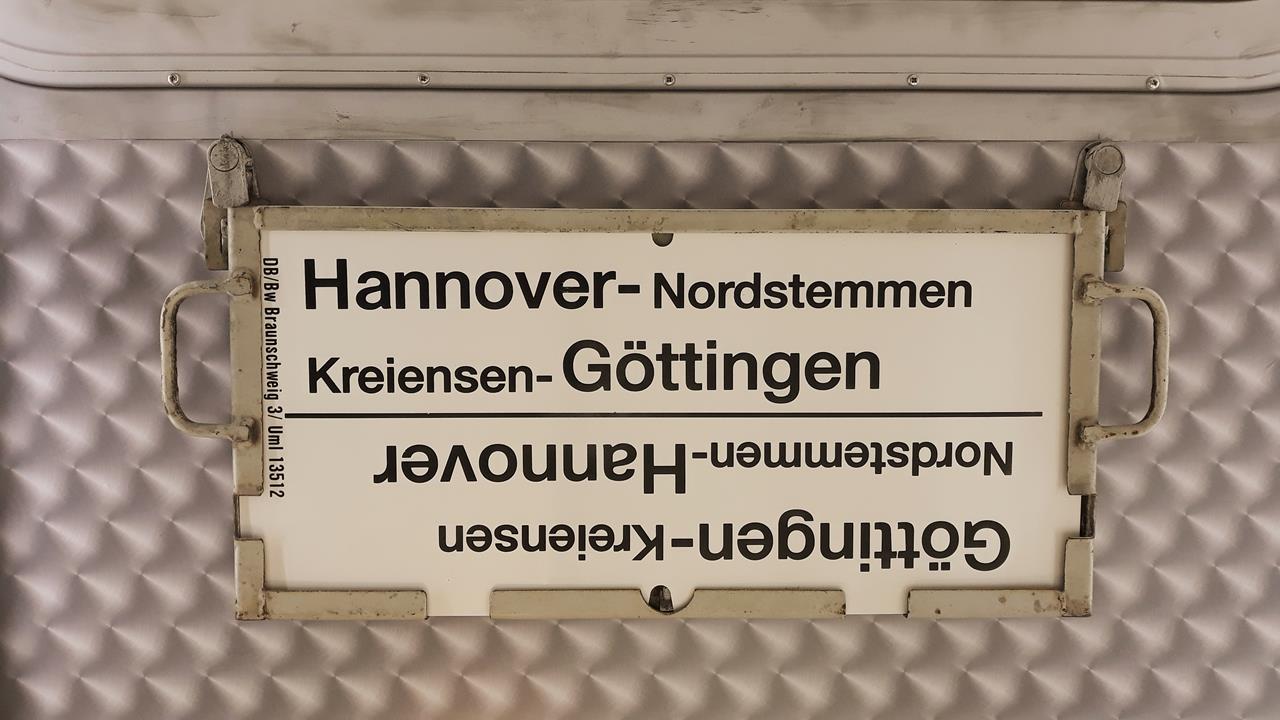 Hannover- Nordstemmen
Kreiensen- Göttingen
Göttingen-Kreiensen
Nordstemmen-Hannover
DB/Bw Braunschweig 3/ Uml 13512